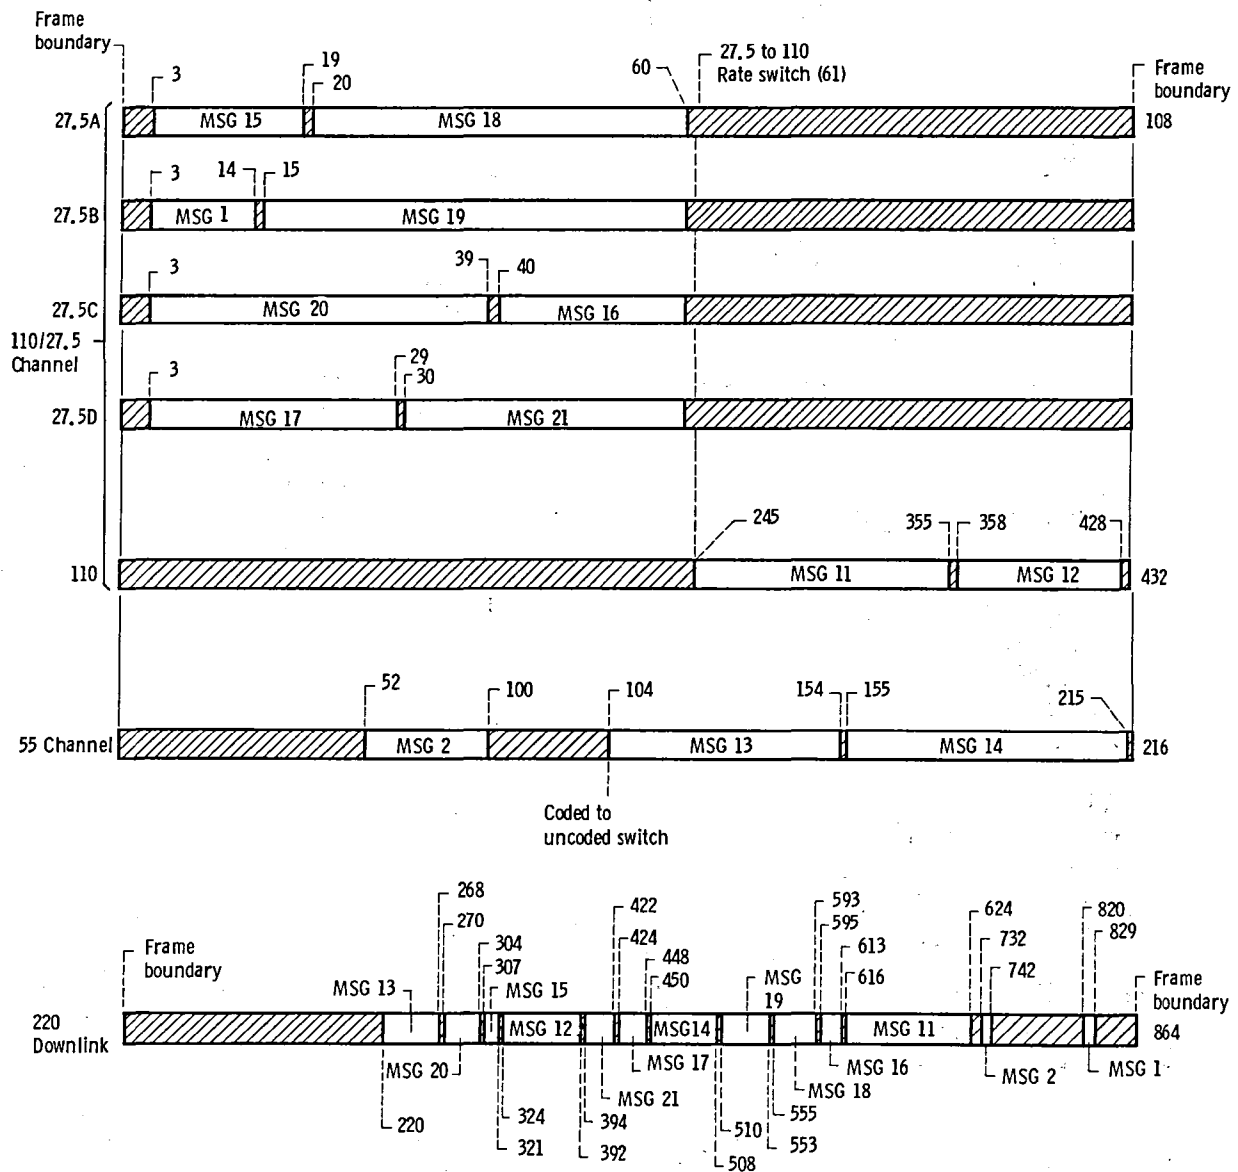 Frame
boundary
3
19
20
60
27.5 to 110
Rate switch (61)
Frame
boundary
27.5A
MSG 15
MSG 18
108
3
14
15
27.5B
MSG 1
MSG 19
3
39
40
27.5C
MSG 20
MSG 16
110/27.5
Channel
3
29
30
27.5D
MSG 17
MSG 21
245
355
358
428
110
MSG 11
MSG 12
432
52
100
104
154
155
215
55 Channel
MSG 2
MSG 13
MSG 14
216
Coded to
uncoded switch
268
270
304
307
422
424
448
450
593
595
613
616
624
732
742
820
829
Frame
boundary
MSG 13
MSG 15
MSG
19
Frame
boundary
220
Downlink
MSG 12
MSG14
MSG 11
864
MSG 20
MSG 21
MSG 17
MSG 18
MSG 16
MSG 2
MSG 1
220
324
321
394
392
510
508
555
553